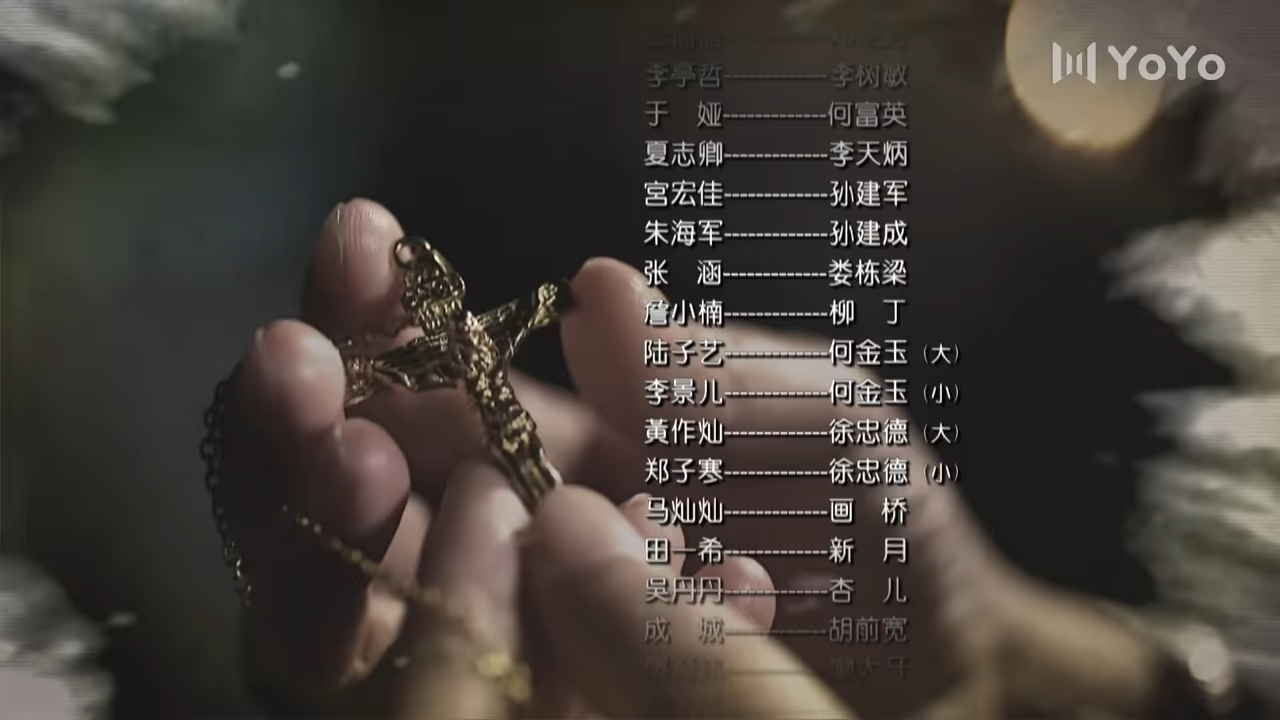 YoYo
李亭哲-------------李树敏
于　娅-------------何富英
夏志卿-------------李天炳
宫宏佳-------------孙建军
朱海军-------------孙建成
张　涵-------------娄栋梁
詹小楠-------------柳　丁
陆子艺-------------何金玉（大）
李景儿-------------何金玉（小）
黄作灿-------------徐忠德（大）
郑子寒-------------徐忠德（小）
马灿灿-------------画　桥
田一希-------------新　月
吴丹丹-------------杏　儿
成　城-------------胡前宽